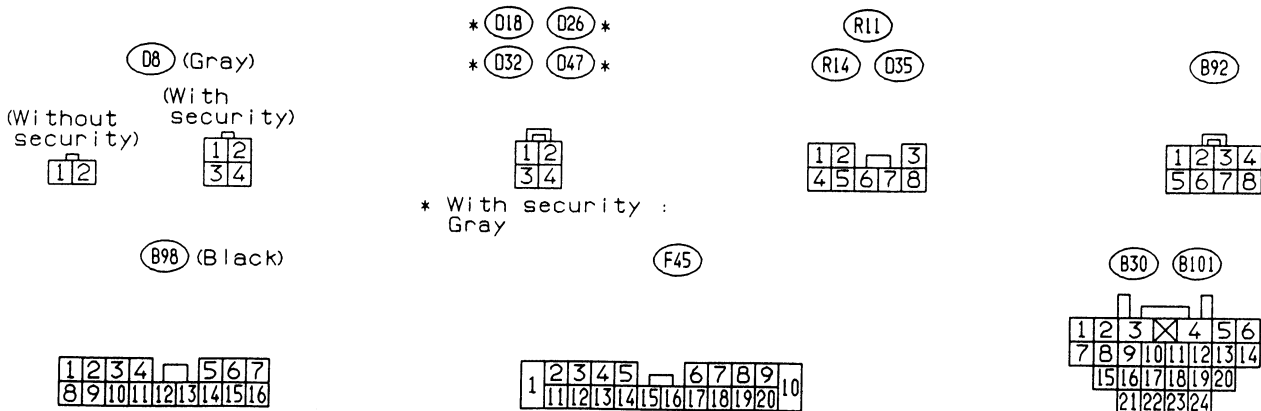 D8 (Gray)
(Without security)
1 2
(With security)
1 2
3 4
* D18 D26 *
* D32 D47 *
1 2
3 4
* With security :
Gray
R11
R14 D35
1 2 3
4 5 6 7 8
B92
1 2 3 4
5 6 7 8
B98 (Black)
1 2 3 4 5 6 7
8 9 10 11 12 13 14 15 16
F45
1 2 3 4 5 6 7 8 9 10
11 12 13 14 15 16 17 18 19 20
B30 B101
1 2 3 4 5 6
7 8 9 10 11 12 13 14
15 16 17 18 19 20
21 22 23 24